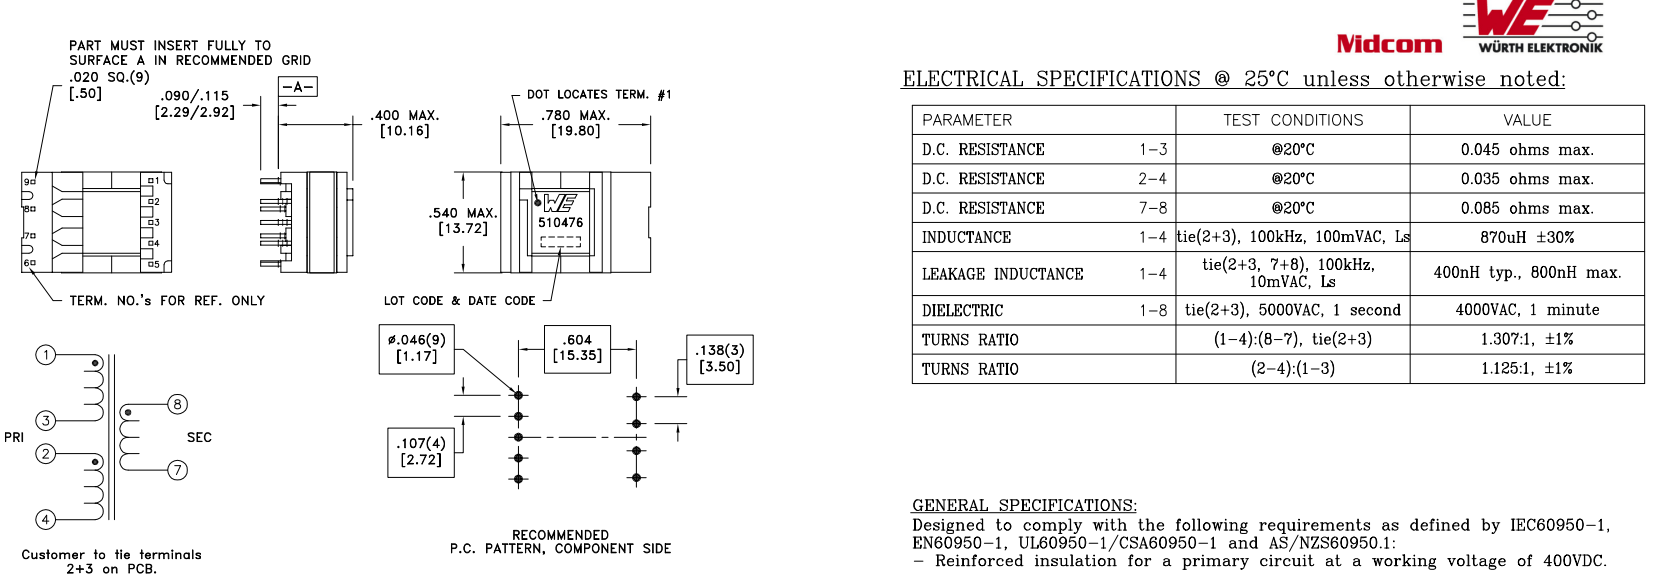 PART MUST INSERT FULLY TO
SURFACE A IN RECOMMENDED GRID
.020 SQ.(9)
[.50]
.090/.115
[2.29/2.92]
-A-
.400 MAX.
[10.16]
DOT LOCATES TERM. #1
.780 MAX.
[19.80]
9
8
7
6
1
2
3
4
5
.540 MAX.
[13.72]
WE
510476
TERM. NO.'s FOR REF. ONLY
LOT CODE & DATE CODE
1
3
2
4
8
7
PRI
SEC
Customer to tie terminals
2+3 on PCB.
ø.046(9)
[1.17]
.604
[15.35]
.138(3)
[3.50]
.107(4)
[2.72]
RECOMMENDED
P.C. PATTERN, COMPONENT SIDE
Midcom
WE
WÜRTH ELEKTRONIK
ELECTRICAL SPECIFICATIONS @ 25°C unless otherwise noted:
PARAMETER TEST CONDITIONS VALUE
D.C. RESISTANCE 1-3 @20°C 0.045 ohms max.
D.C. RESISTANCE 2-4 @20°C 0.035 ohms max.
D.C. RESISTANCE 7-8 @20°C 0.085 ohms max.
INDUCTANCE 1-4 tie(2+3), 100kHz, 100mVAC, Ls 870uH ±30%
LEAKAGE INDUCTANCE 1-4 tie(2+3, 7+8), 100kHz, 400nH typ., 800nH max.
10mVAC, Ls
DIELECTRIC 1-8 tie(2+3), 5000VAC, 1 second 4000VAC, 1 minute
TURNS RATIO (1-4):(8-7), tie(2+3) 1.307:1, ±1%
TURNS RATIO (2-4):(1-3) 1.125:1, ±1%
GENERAL SPECIFICATIONS:
Designed to comply with the following requirements as defined by IEC60950-1,
EN60950-1, UL60950-1/CSA60950-1 and AS/NZS60950.1:
- Reinforced insulation for a primary circuit at a working voltage of 400VDC.